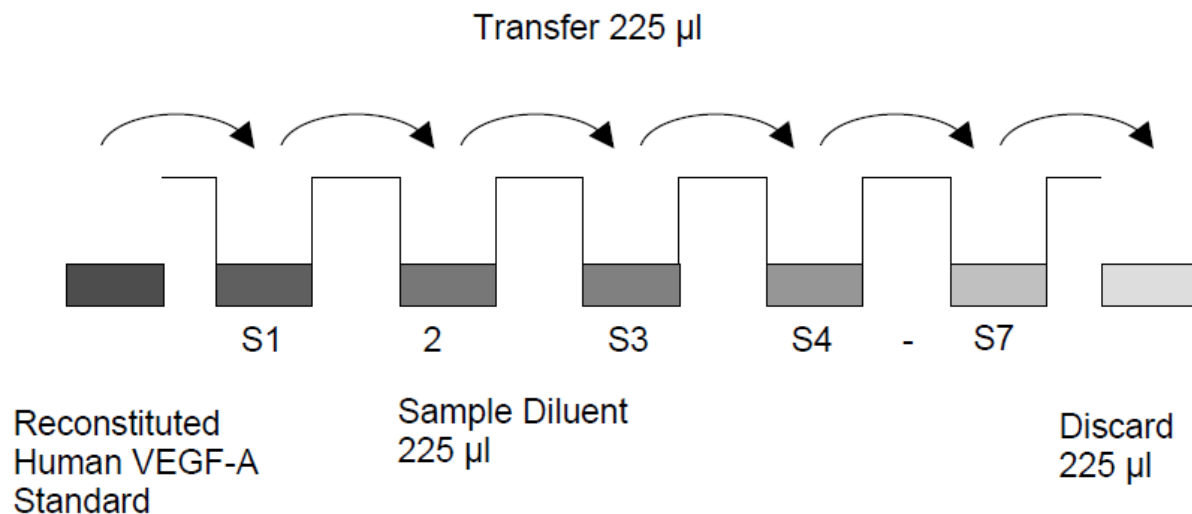 Transfer 225 µl
S1 2 S3 S4 - S7
Reconstituted
Human VEGF-A
Standard
Sample Diluent
225 µl
Discard
225 µl